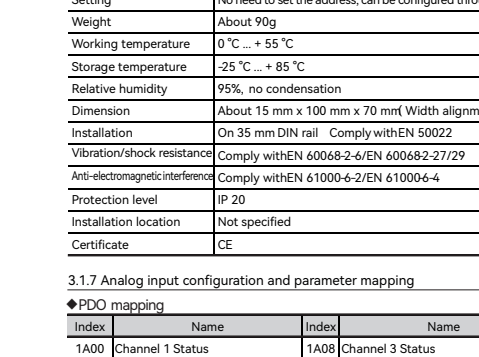 Setting No need to set the address, can be configured
Weight About 90g
Working temperature 0 °C ... + 55 °C
Storage temperature -25 °C ... + 85 °C
Relative humidity 95%, no condensation
Dimension About 15 mm x 100 mm x 70 mm( Width
Installation On 35 mm DIN rail Comply withEN 50022
Vibration/shock resistance Comply withEN 60068-2-6/EN 60068-2-27/29
Anti-electromagnetic interference Comply withEN 61000-6-2/EN 61000-6-4
Protection level IP 20
Installation location Not specified
Certificate CE
3.1.7 Analog input configuration and parameter mapping
◆PDO mapping
Index Name Index Name
1A00 Channel 1 Status 1A08 Channel 3 Status